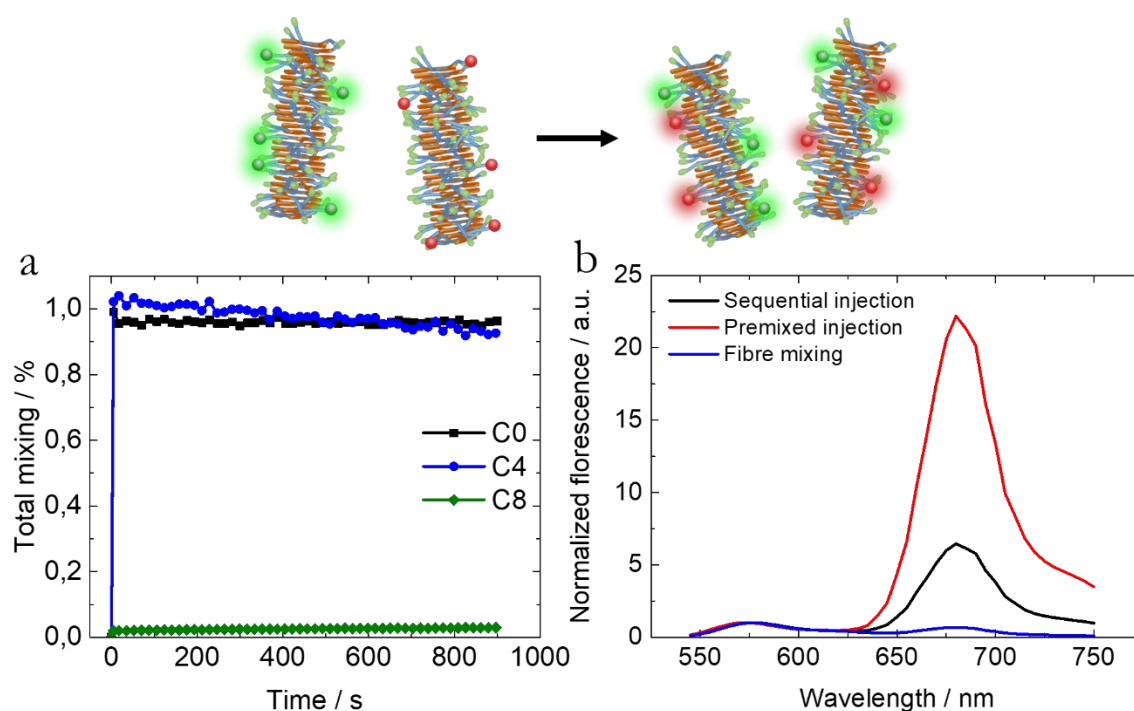 a
Total mixing / %
1,0
0,8
0,6
0,4
0,2
0,0
C0
C4
C8
0
200
400
600
800
1000
Time / s
b
Normalized florescence / a.u.
25
20
15
10
5
0
Sequential injection
Premixed injection
Fibre mixing
550
600
650
700
750
Wavelength / nm